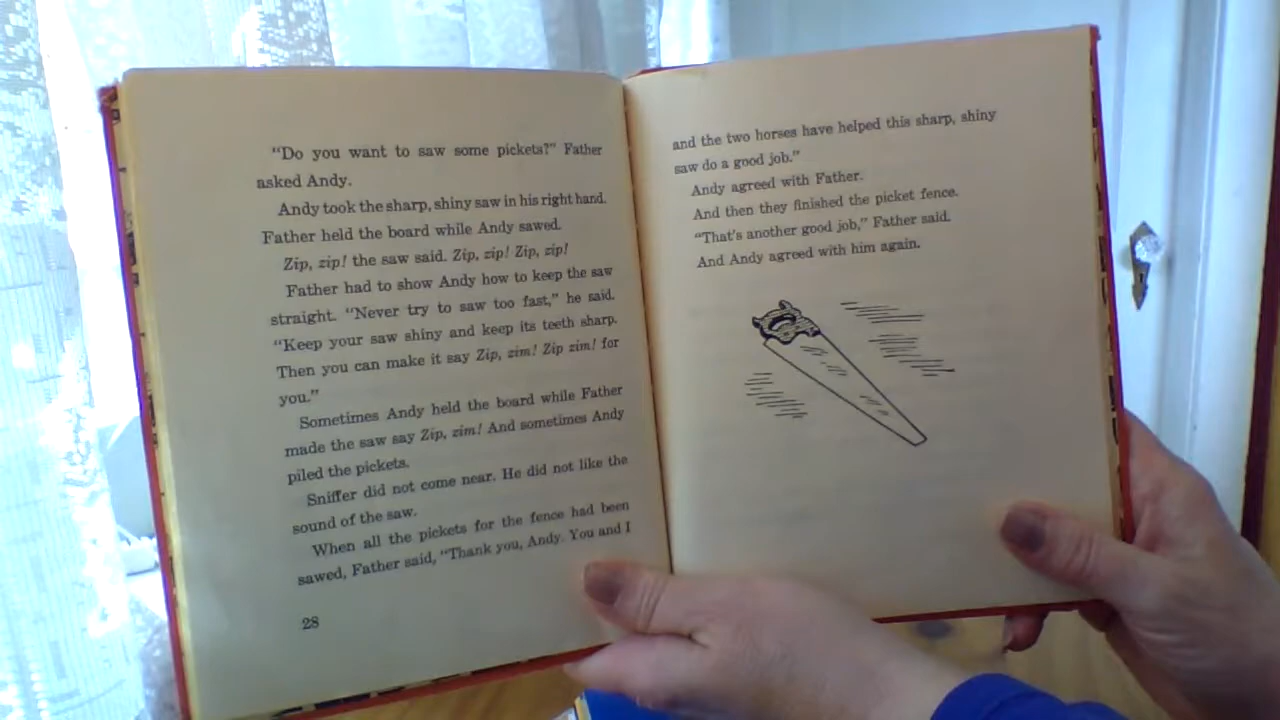 "Do you want to saw some pickets?" Father
asked Andy.
Andy took the sharp, shiny saw in his right hand.
Father held the board while Andy sawed.
Zip, zip! the saw said. Zip, zip! Zip, zip!
Father had to show Andy how to keep the saw
straight. "Never try to saw too fast," he said.
"Keep your saw shiny and keep its teeth sharp.
Then you can make it say Zip, zim! Zip zim! for
you."
Sometimes Andy held the board while Father
made the saw say Zip, zim! And sometimes Andy
piled the pickets.
Sniffer did not come near. He did not like the
sound of the saw.
When all the pickets for the fence had been
sawed, Father said, "Thank you, Andy. You and I
28
and the two horses have helped this sharp, shiny
saw do a good job."
Andy agreed with Father.
And then they finished the picket fence.
"That's another good job," Father said.
And Andy agreed with him again.